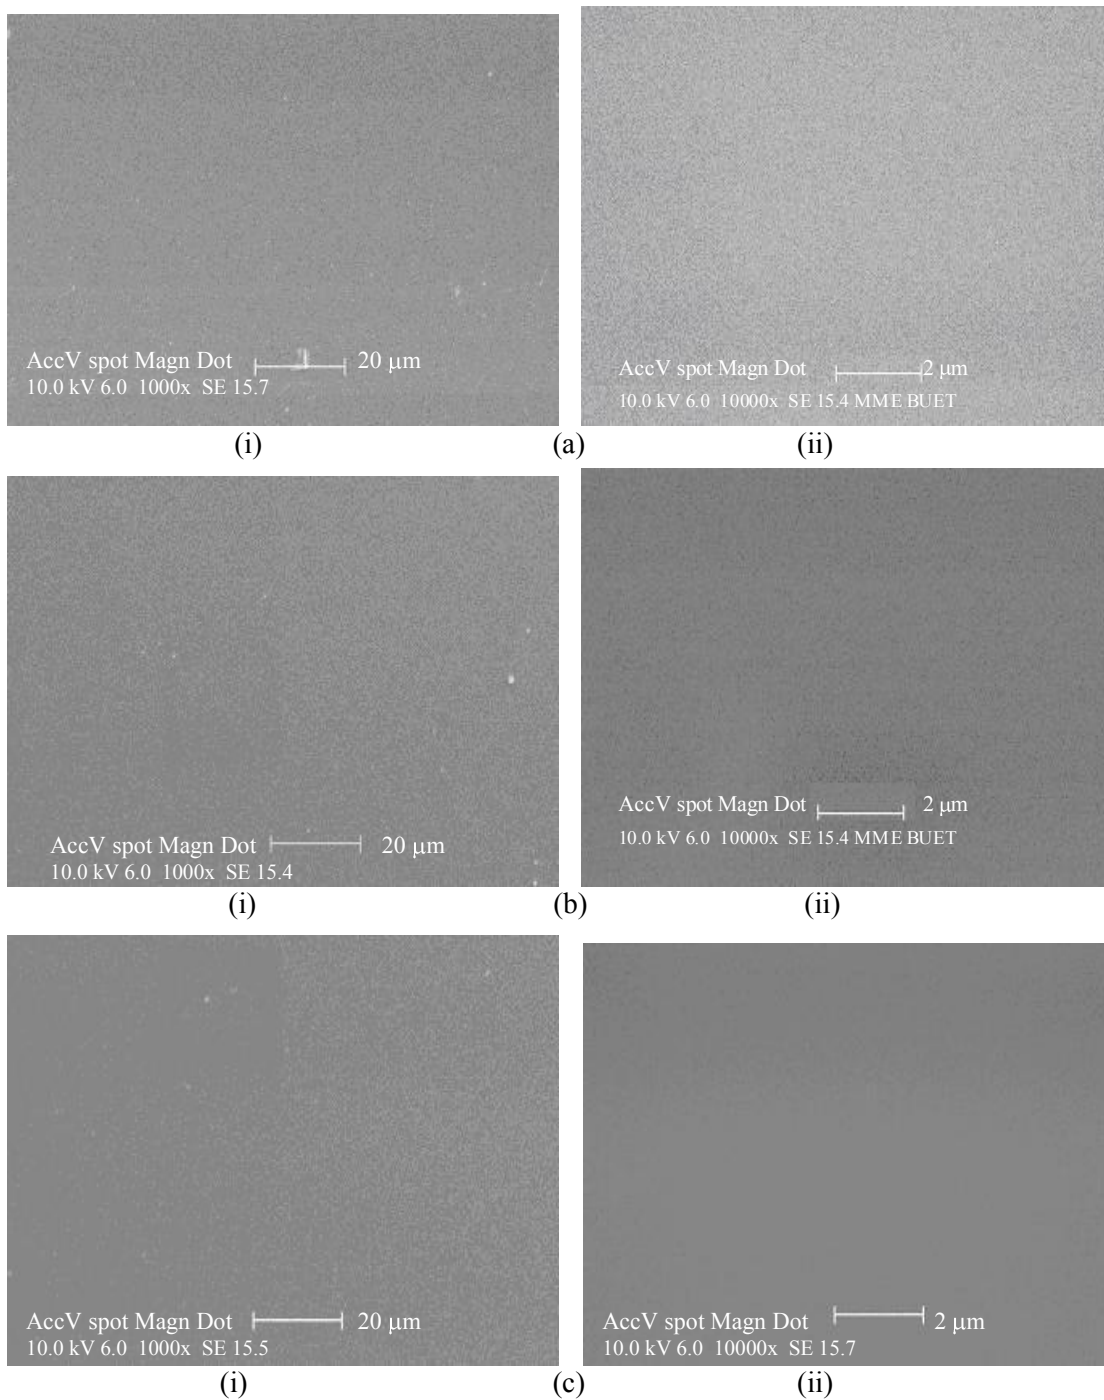 AccV spot Magn Dot 20 μm
10.0 kV 6.0 1000x SE 15.7
AccV spot Magn Dot 2 μm
10.0 kV 6.0 10000x SE 15.4 MME BUET
(i) (a) (ii)
AccV spot Magn Dot 20 μm
10.0 kV 6.0 1000x SE 15.4
AccV spot Magn Dot 2 μm
10.0 kV 6.0 10000x SE 15.4 MME BUET
(i) (b) (ii)
AccV spot Magn Dot 20 μm
10.0 kV 6.0 1000x SE 15.5
AccV spot Magn Dot 2 μm
10.0 kV 6.0 10000x SE 15.7
(i) (c) (ii)